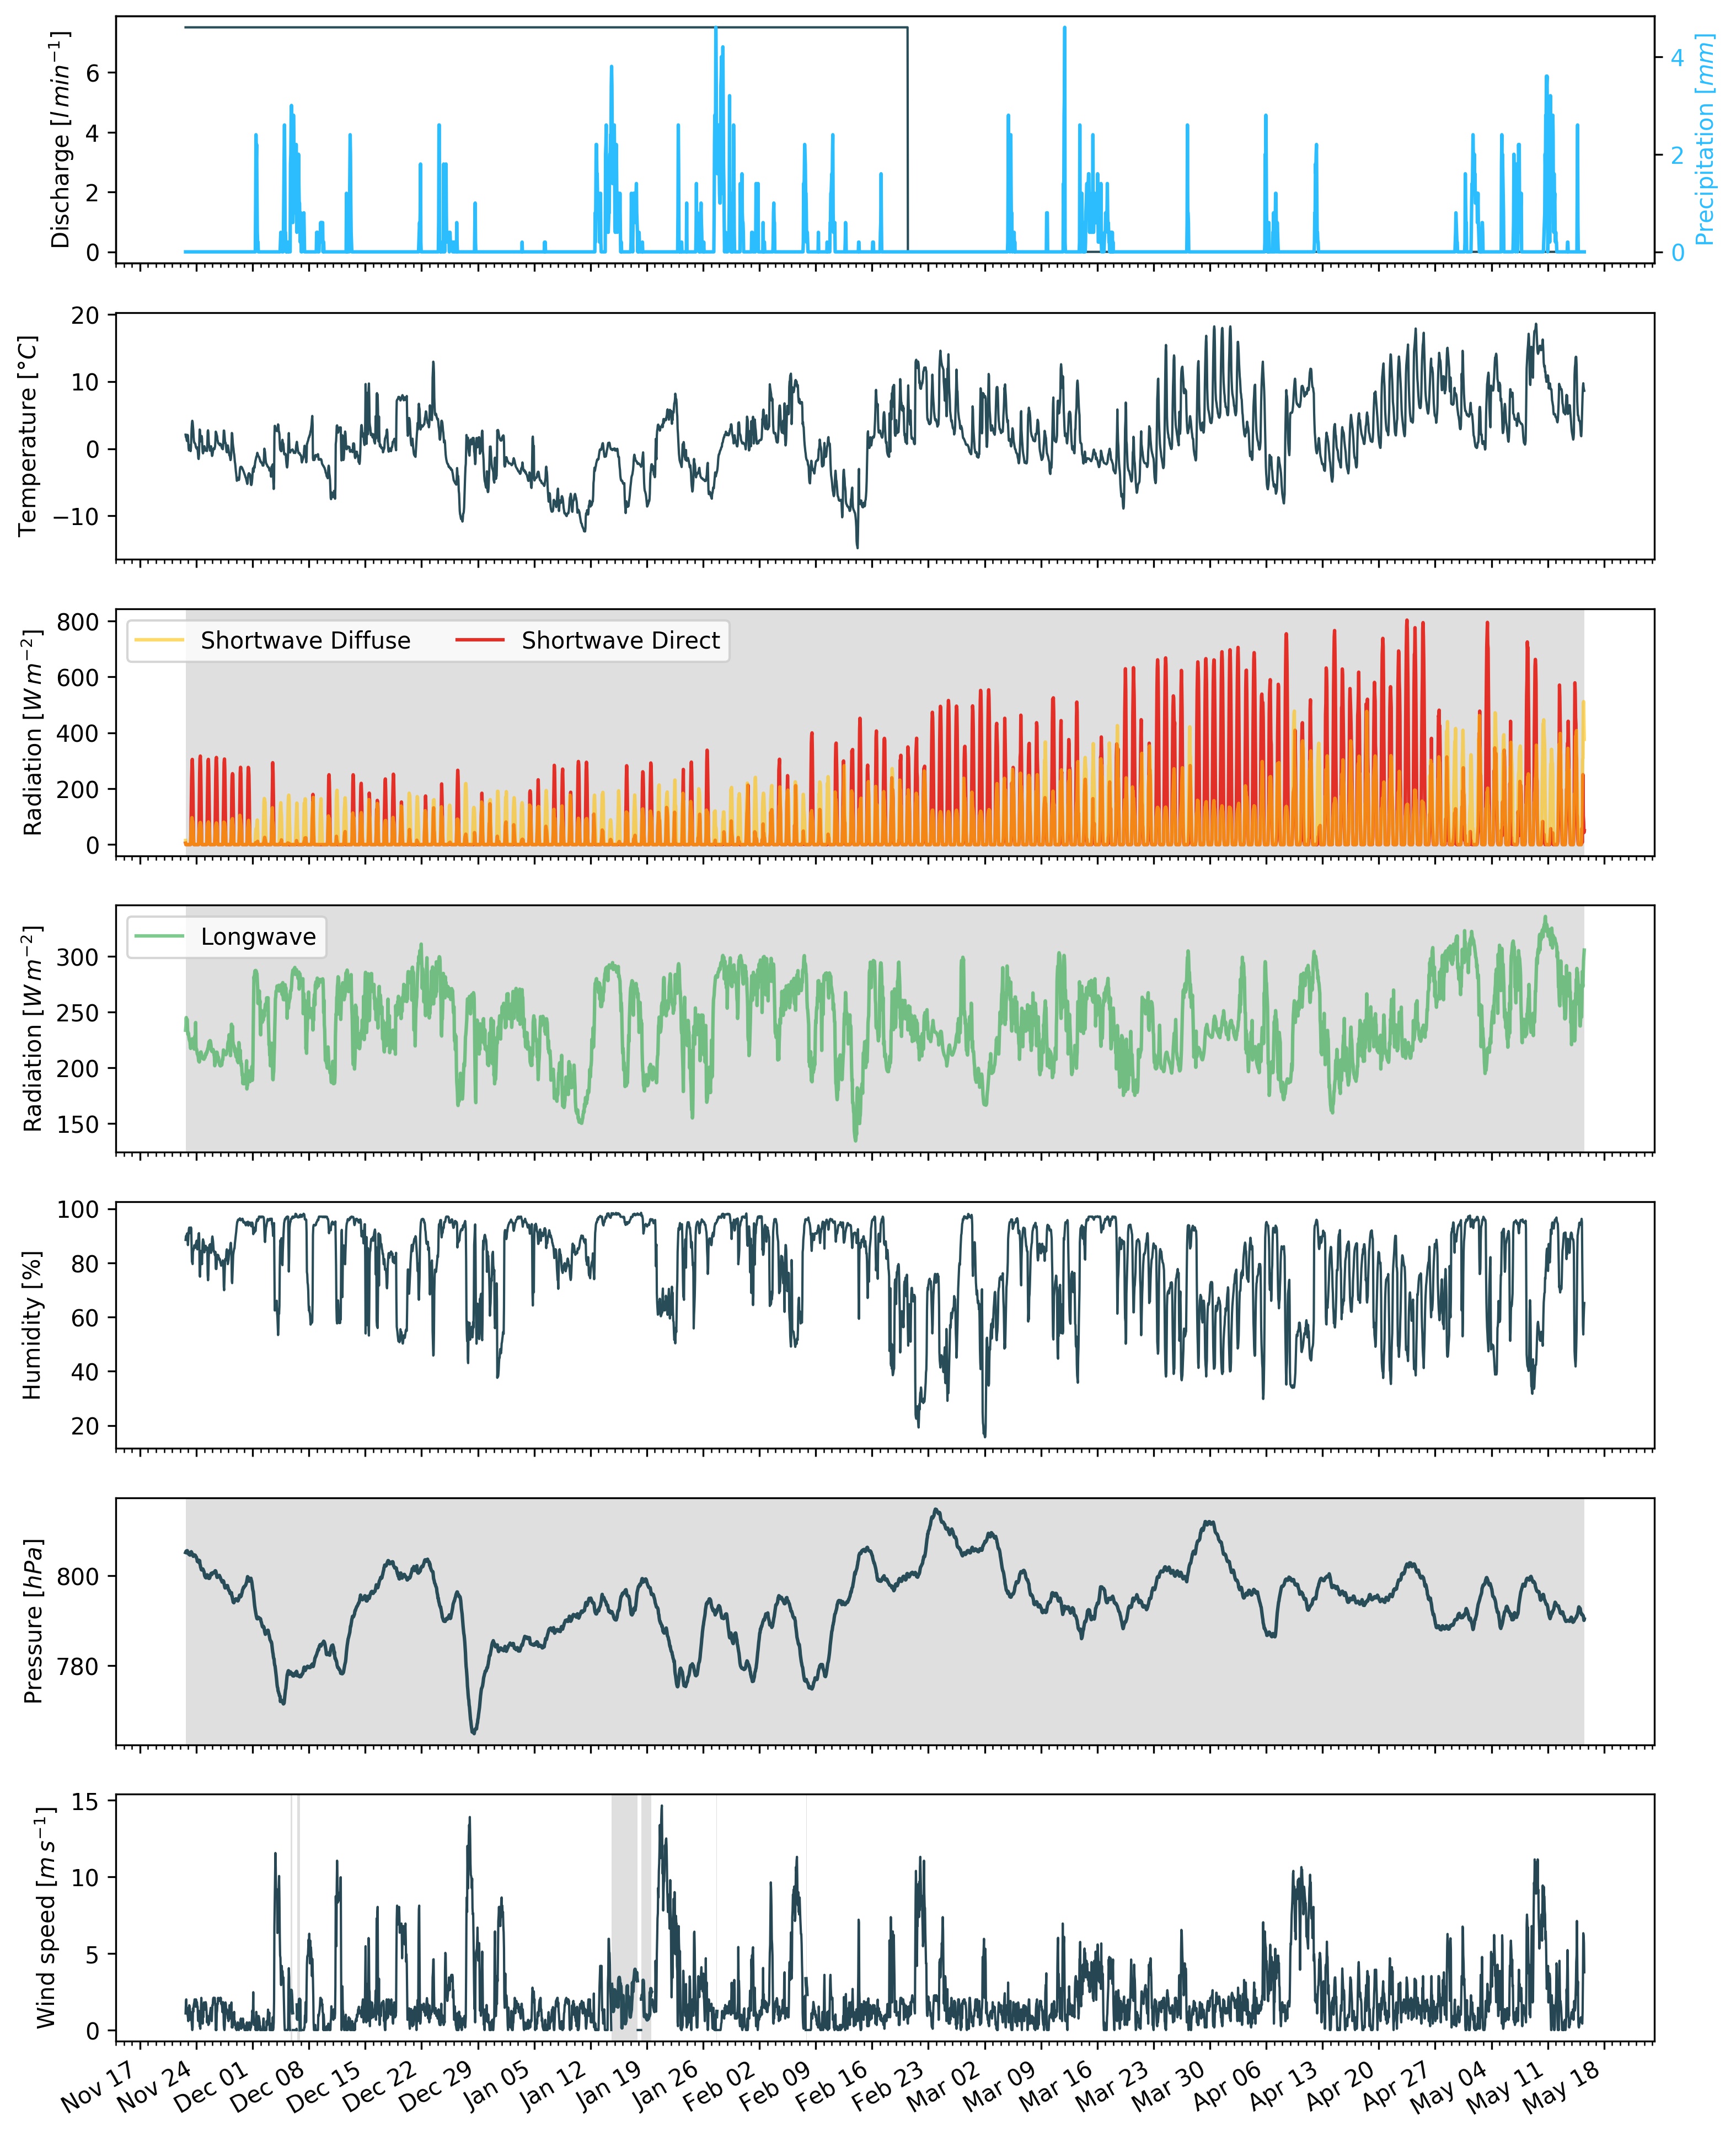 Discharge [l min⁻¹]
6
4
2
0
4
2
0
Precipitation [mm]
Temperature [°C]
20
10
0
−10
Radiation [W m⁻²]
800
600
400
200
0
Shortwave Diffuse
Shortwave Direct
Radiation [W m⁻²]
300
250
200
150
Longwave
Humidity [%]
100
80
60
40
20
Pressure [hPa]
800
780
Wind speed [m s⁻¹]
15
10
5
0
Nov 17
Nov 24
Dec 01
Dec 08
Dec 15
Dec 22
Dec 29
Jan 05
Jan 12
Jan 19
Jan 26
Feb 02
Feb 09
Feb 16
Feb 23
Mar 02
Mar 09
Mar 16
Mar 23
Mar 30
Apr 06
Apr 13
Apr 20
Apr 27
May 04
May 11
May 18